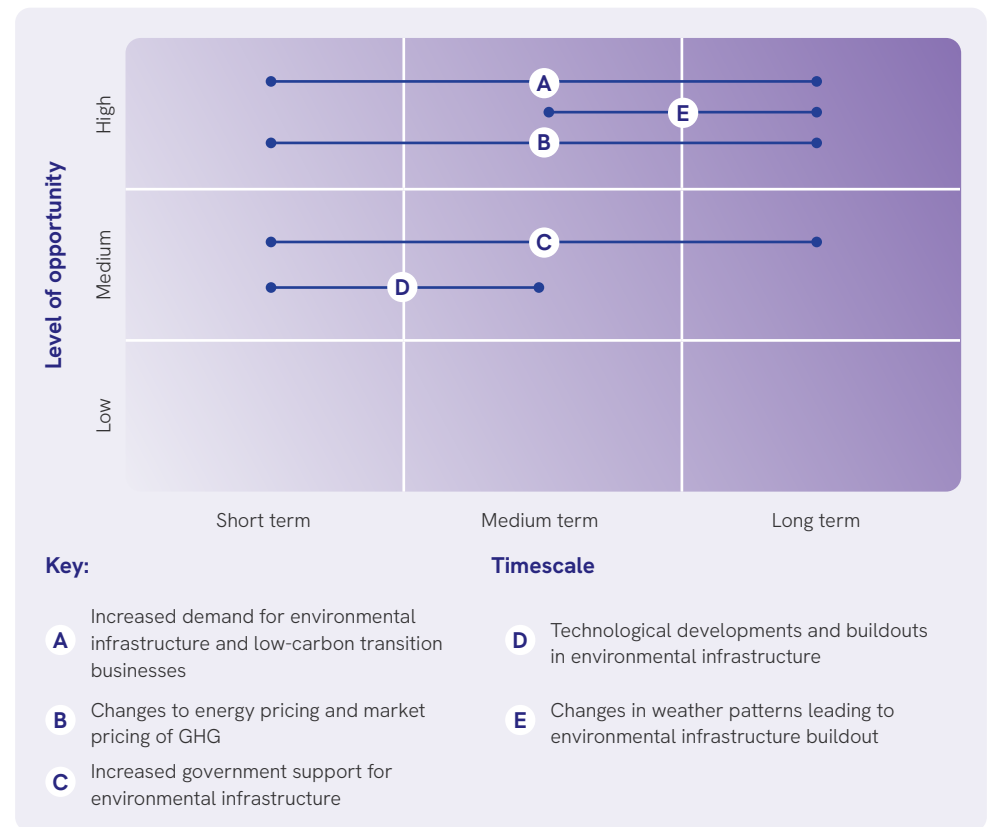 Level of opportunity
High
Medium
Low
A
E
B
C
D
Short term
Medium term
Long term
Key:
Timescale
A
Increased demand for environmental
infrastructure and low-carbon transition
businesses
B
Changes to energy pricing and market
pricing of GHG
C
Increased government support for
environmental infrastructure
D
Technological developments and buildouts
in environmental infrastructure
E
Changes in weather patterns leading to
environmental infrastructure buildout